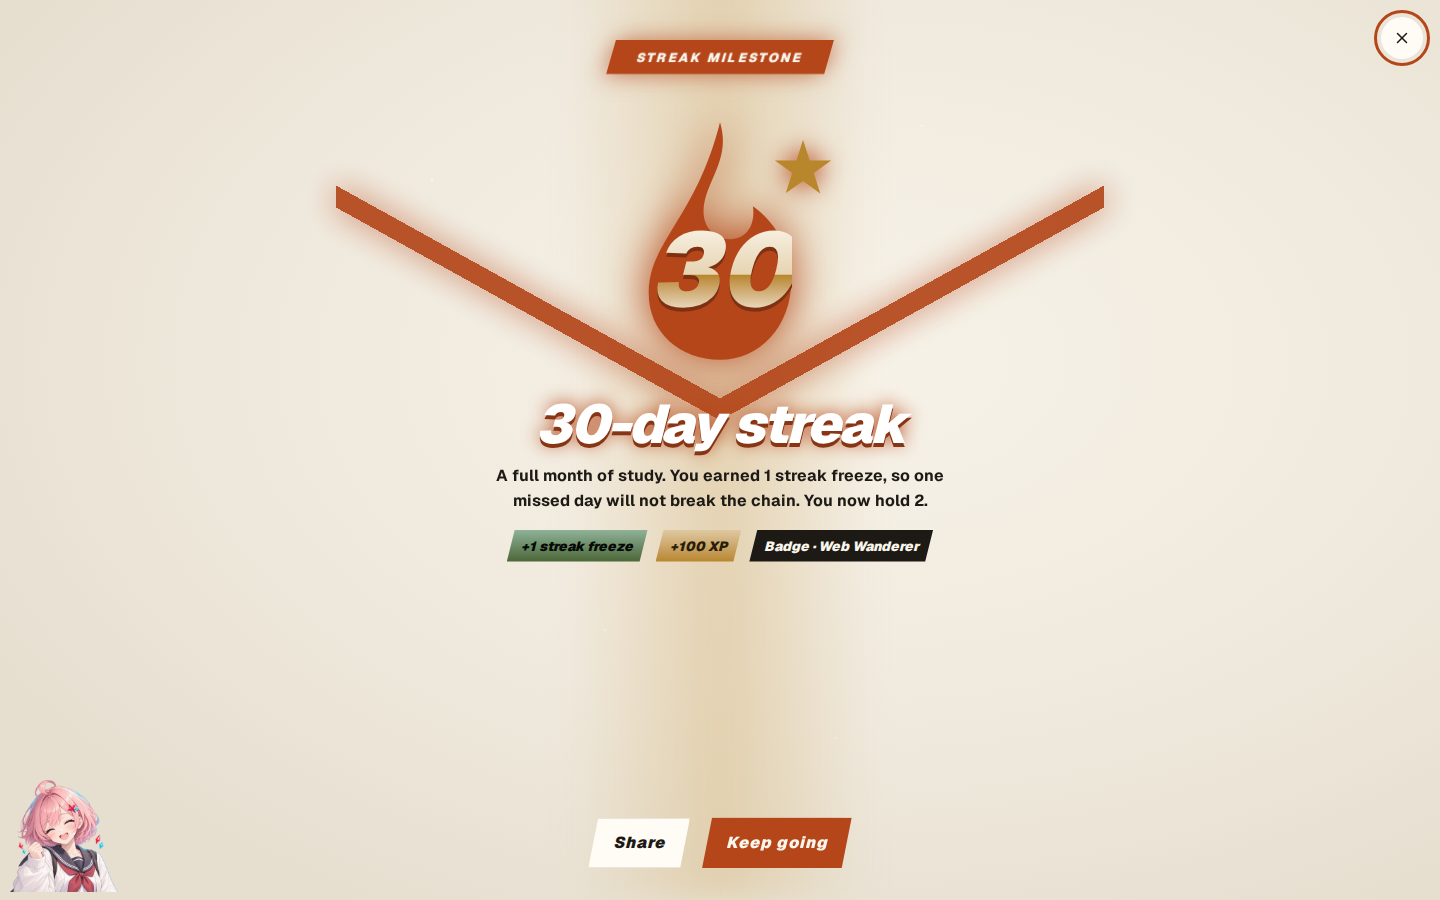 STREAK MILESTONE
30
30-day streak
A full month of study. You earned 1 streak freeze, so one
missed day will not break the chain. You now hold 2.
+1 streak freeze
+100 XP
Badge · Web Wanderer
Share
Keep going